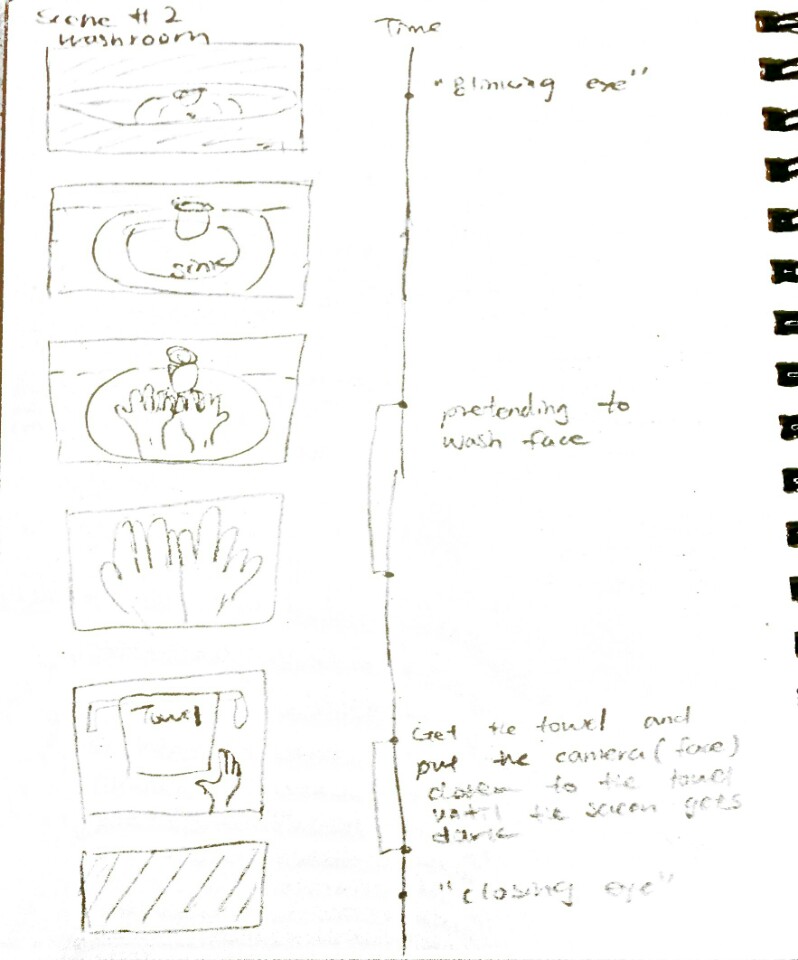 Scene # 2
washroom
Time
"Blinking eye"
sink
pretending to
wash face
Towel
Get the towel and
put the camera (face)
closer to the towel
until the screen gets
dark
"closing eye"